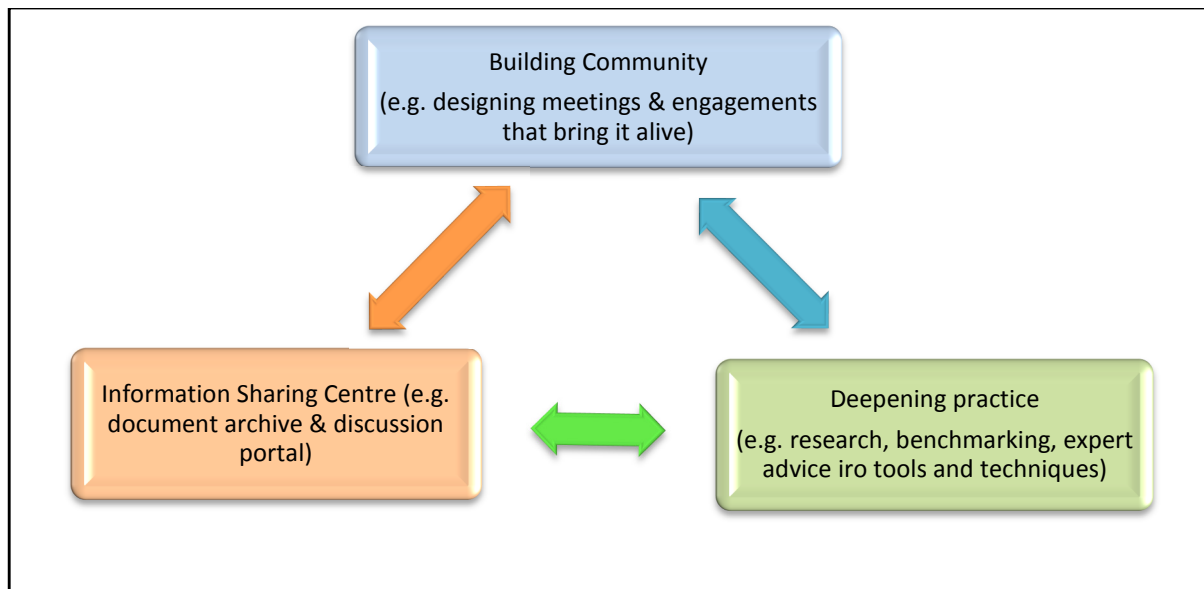 Building Community
(e.g. designing meetings & engagements
that bring it alive)
Information Sharing Centre (e.g.
document archive & discussion
portal)
Deepening practice
(e.g. research, benchmarking, expert
advice iro tools and techniques)